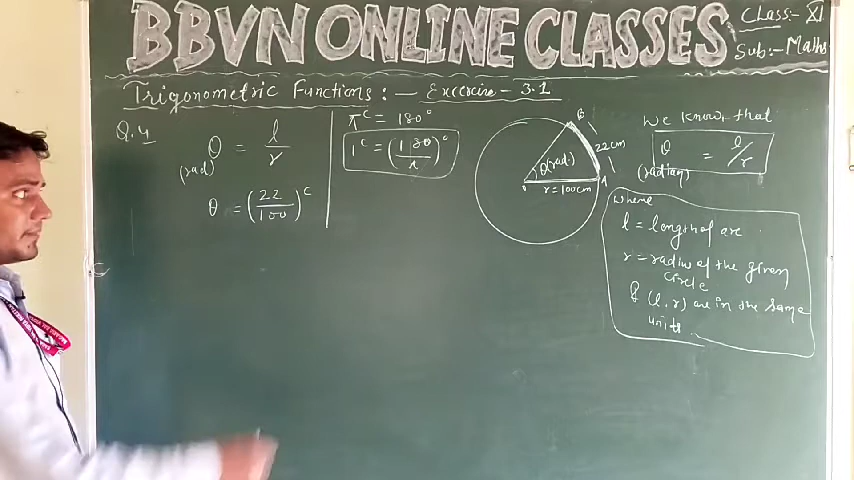 BBVN ONLINE CLASSES
Class:- XI
Sub:- Maths
Trigonometric Functions:— Excercise- 3.1
Q.4
θ = l/r
(rad)
θ = (22/100)^c
π^c = 180°
1^c = (180/π)°
B
22cm
θ(rad.)
A
r=100cm
We know that
θ = l/r
(radian)
where
l = length of arc
r = radius of the given
circle
& (l, r) are in the same
units